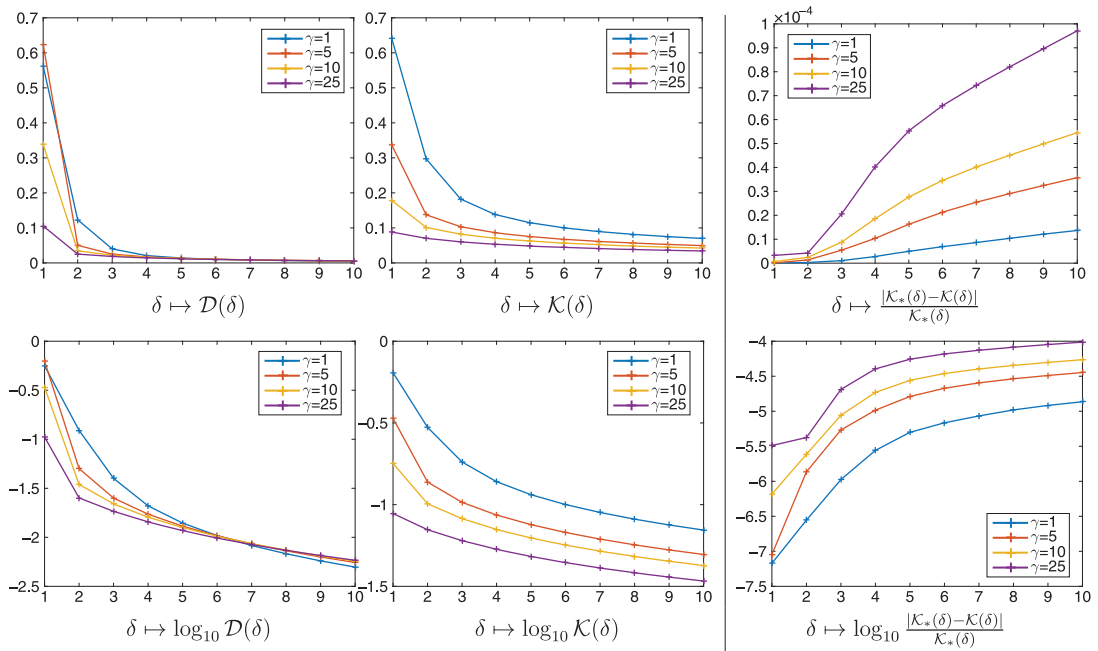 0.7
0.6
0.5
0.4
0.3
0.2
0.1
0
1 2 3 4 5 6 7 8 9 10
γ=1
γ=5
γ=10
γ=25
δ ↦ 𝒟(δ)
0.7
0.6
0.5
0.4
0.3
0.2
0.1
0
1 2 3 4 5 6 7 8 9 10
γ=1
γ=5
γ=10
γ=25
δ ↦ 𝒦(δ)
×10⁻⁴
1
0.9
0.8
0.7
0.6
0.5
0.4
0.3
0.2
0.1
0
1 2 3 4 5 6 7 8 9 10
γ=1
γ=5
γ=10
γ=25
δ ↦ |𝒦∗(δ)−𝒦(δ)| / 𝒦∗(δ)
0
−0.5
−1
−1.5
−2
−2.5
1 2 3 4 5 6 7 8 9 10
γ=1
γ=5
γ=10
γ=25
δ ↦ log₁₀ 𝒟(δ)
0
−0.5
−1
−1.5
1 2 3 4 5 6 7 8 9 10
γ=1
γ=5
γ=10
γ=25
δ ↦ log₁₀ 𝒦(δ)
−4
−4.5
−5
−5.5
−6
−6.5
−7
−7.5
1 2 3 4 5 6 7 8 9 10
γ=1
γ=5
γ=10
γ=25
δ ↦ log₁₀ |𝒦∗(δ)−𝒦(δ)| / 𝒦∗(δ)